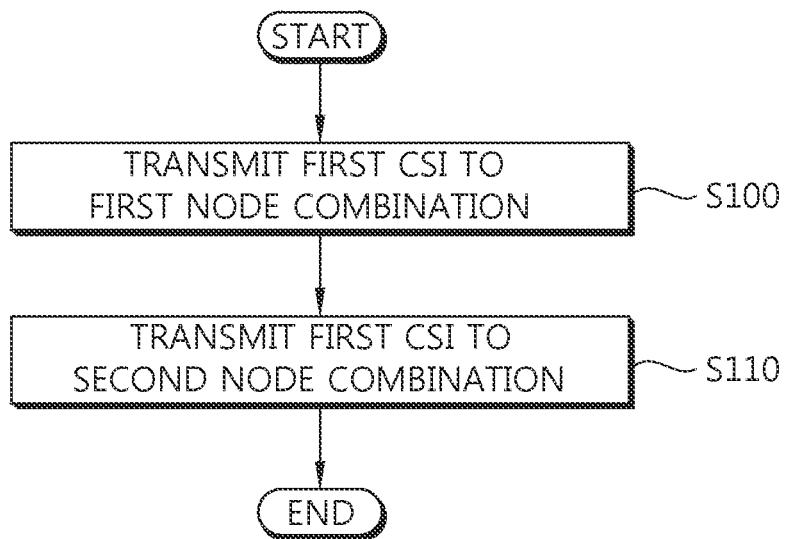 START
TRANSMIT FIRST CSI TO
FIRST NODE COMBINATION
S100
TRANSMIT FIRST CSI TO
SECOND NODE COMBINATION
S110
END